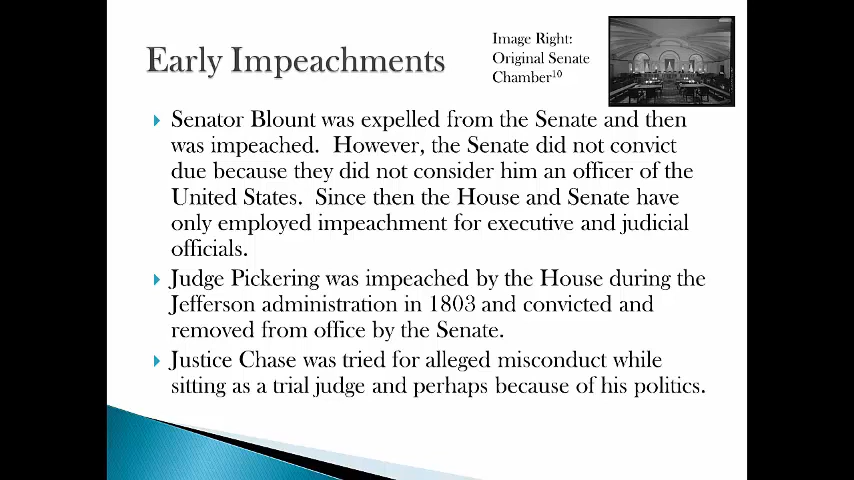 Early Impeachments
Image Right:
Original Senate
Chamber¹⁰
Senator Blount was expelled from the Senate and then
was impeached.  However, the Senate did not convict
due because they did not consider him an officer of the
United States.  Since then the House and Senate have
only employed impeachment for executive and judicial
officials.
Judge Pickering was impeached by the House during the
Jefferson administration in 1803 and convicted and
removed from office by the Senate.
Justice Chase was tried for alleged misconduct while
sitting as a trial judge and perhaps because of his politics.